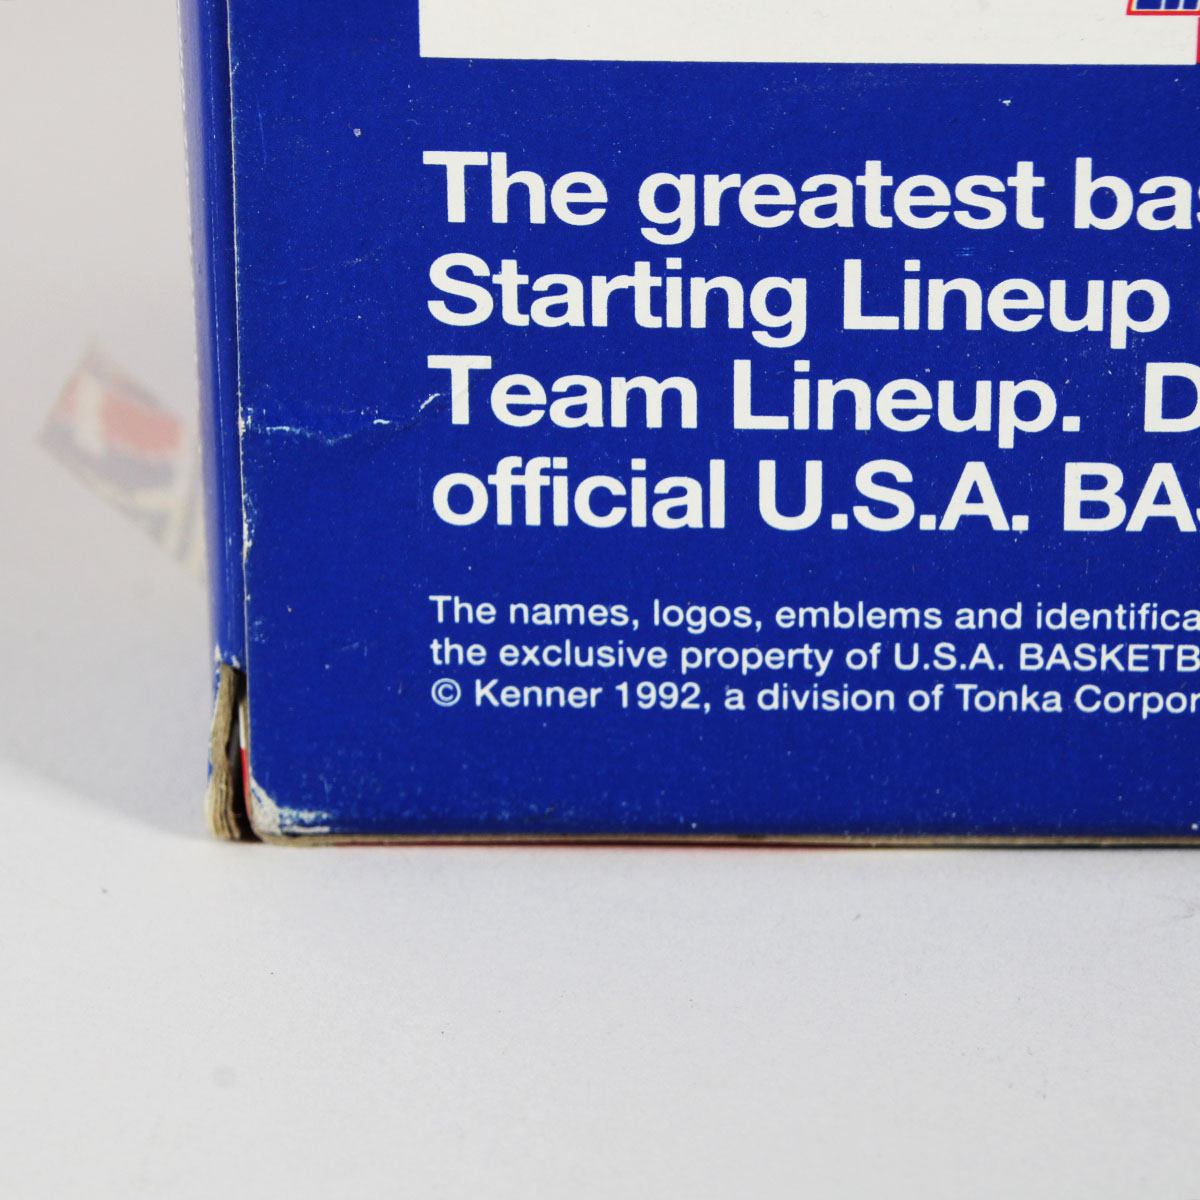 The greatest ba
Starting Lineup
Team Lineup. D
official U.S.A. BA
The names, logos, emblems and identifica
the exclusive property of U.S.A. BASKETB
© Kenner 1992, a division of Tonka Corpor